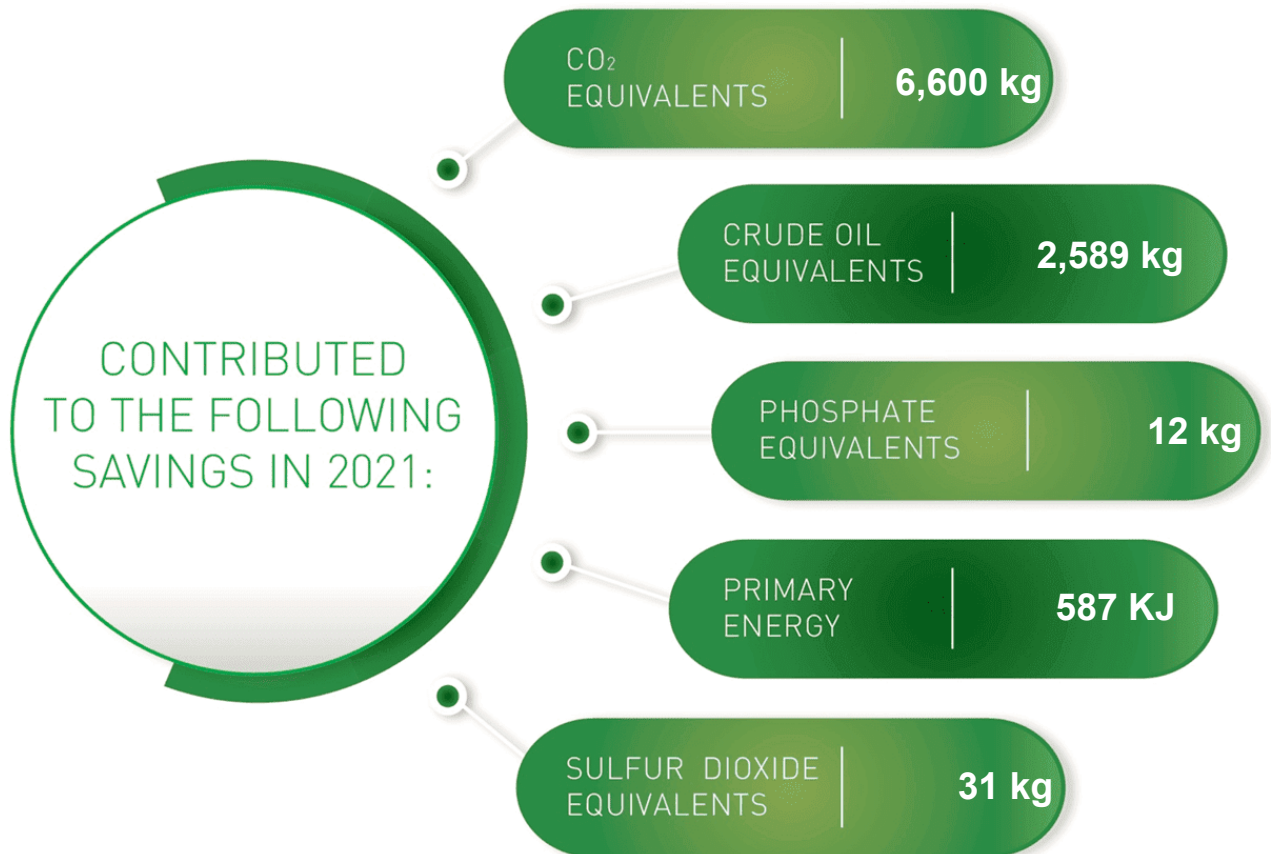 CONTRIBUTED
TO THE FOLLOWING
SAVINGS IN 2021:
CO₂
EQUIVALENTS
6,600 kg
CRUDE OIL
EQUIVALENTS
2,589 kg
PHOSPHATE
EQUIVALENTS
12 kg
PRIMARY
ENERGY
587 KJ
SULFUR DIOXIDE
EQUIVALENTS
31 kg